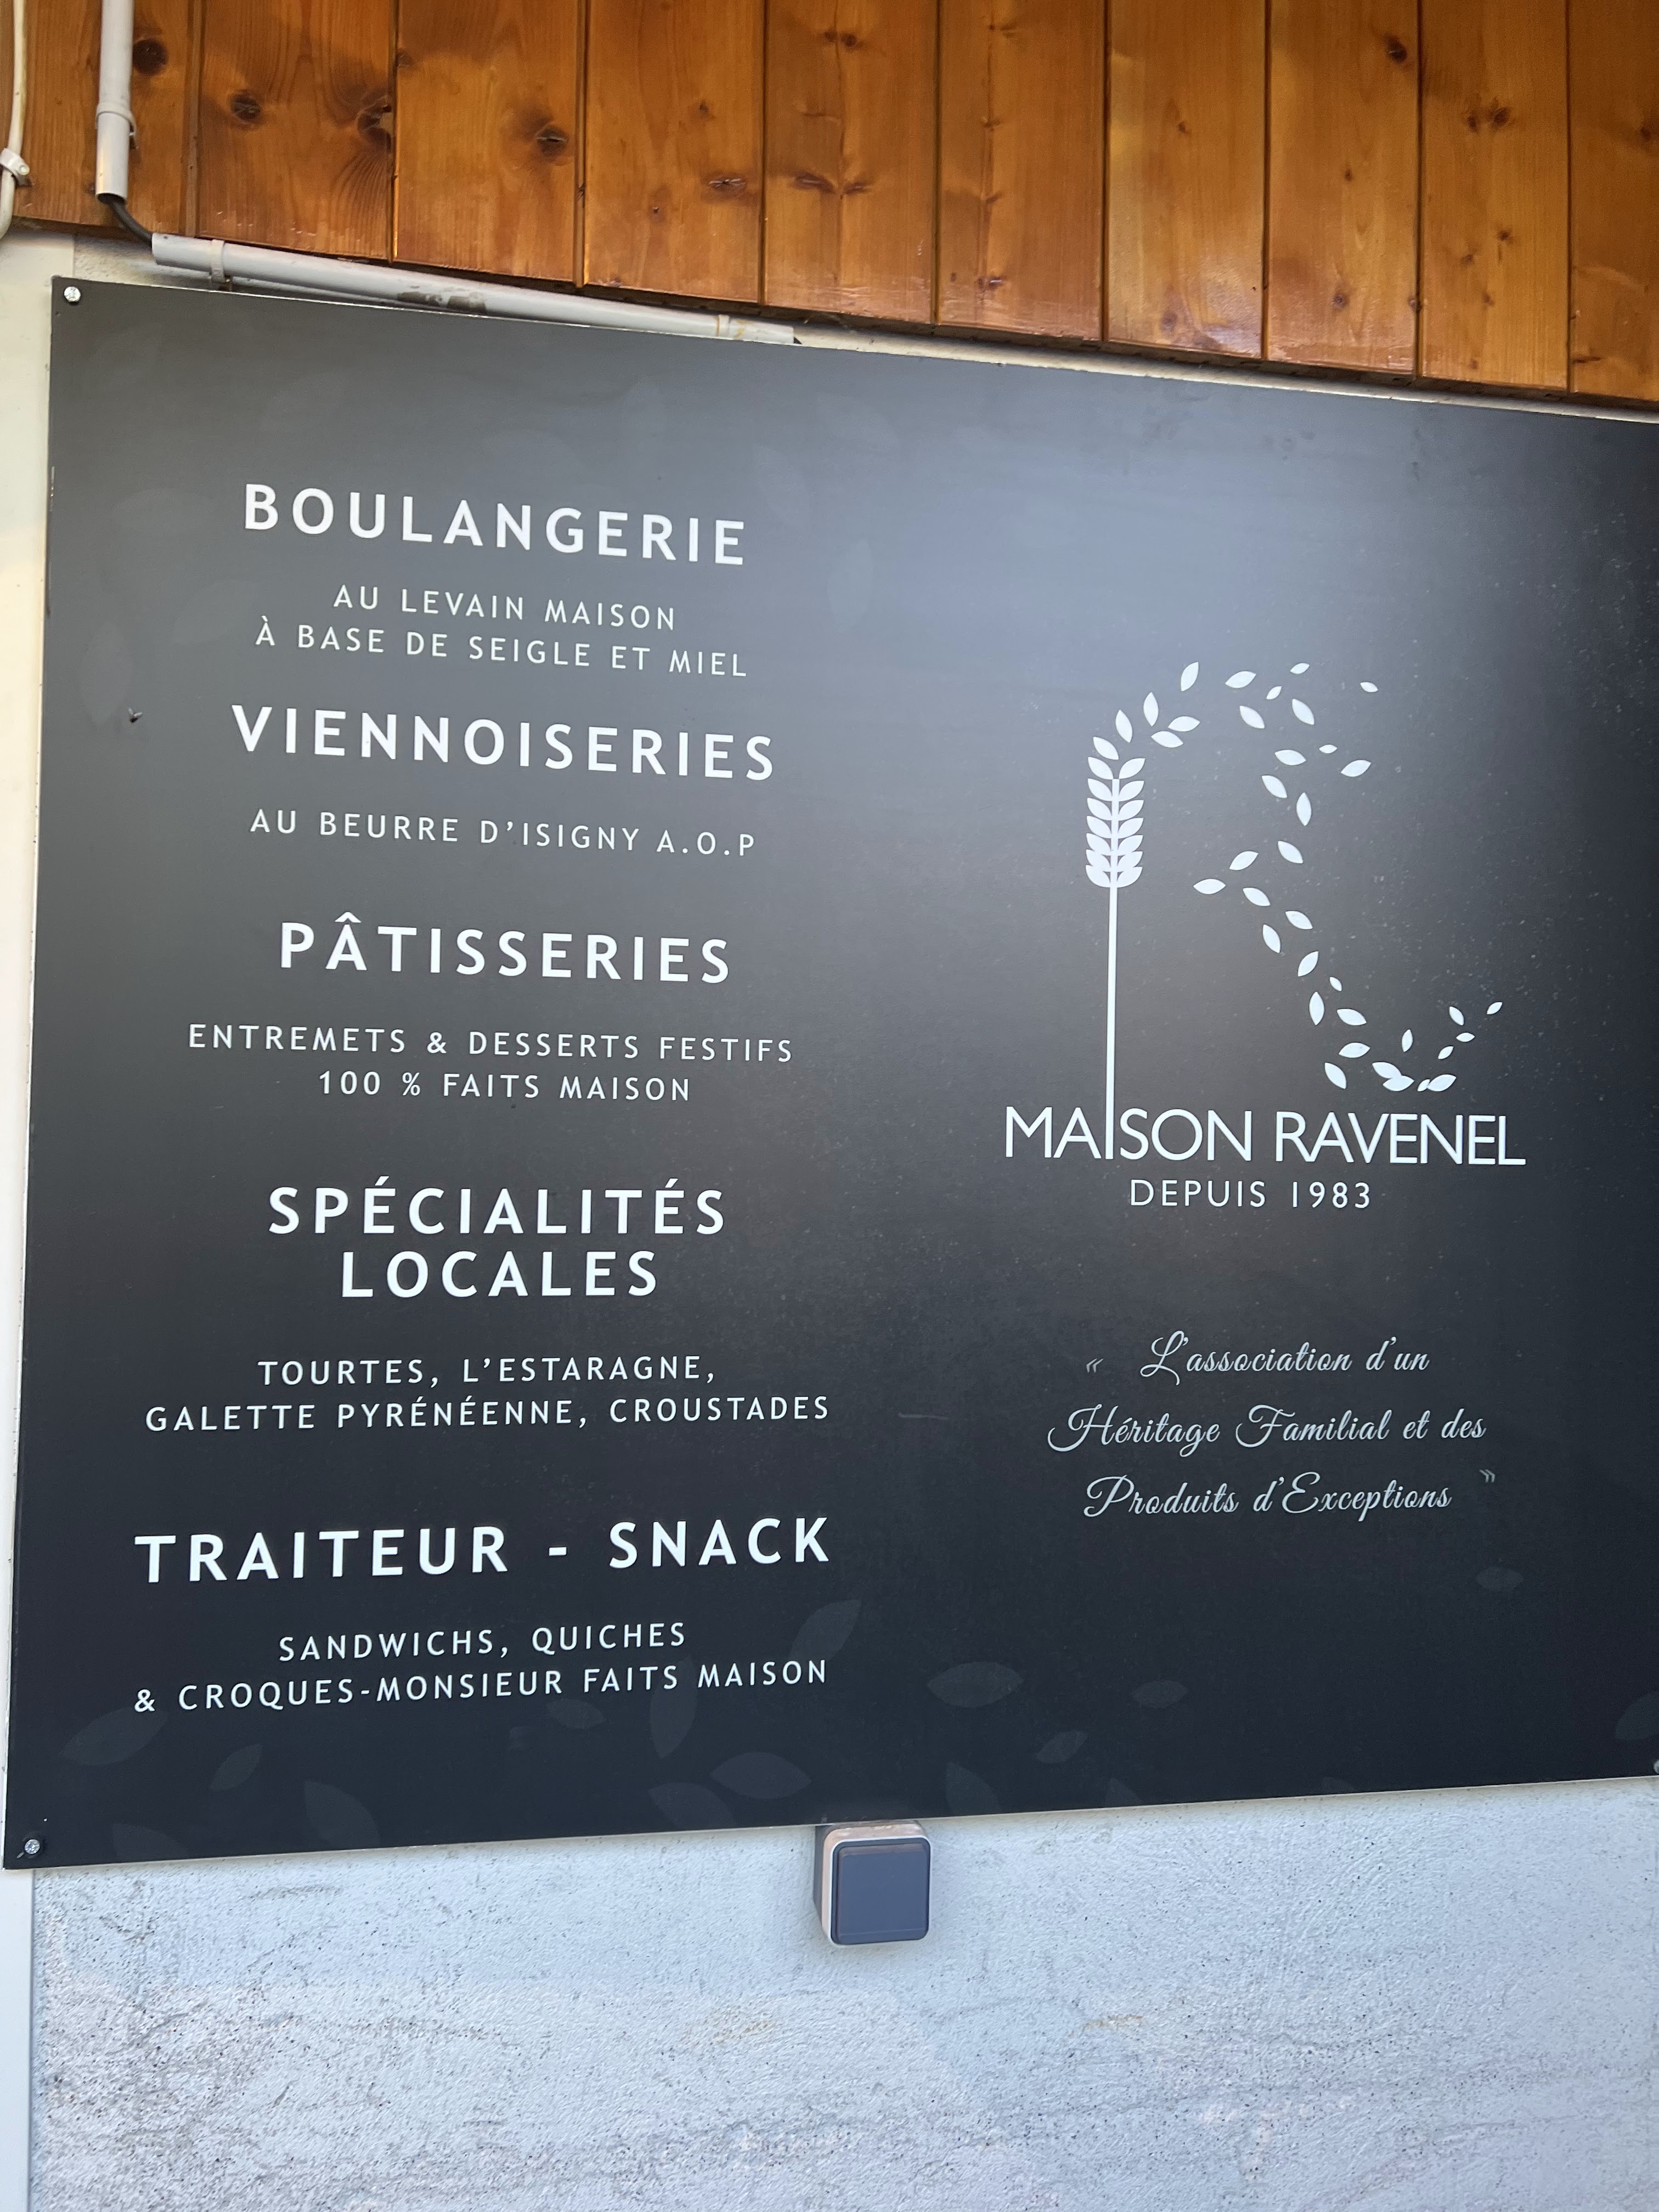 BOULANGERIE
AU LEVAIN MAISON
À BASE DE SEIGLE ET MIEL
VIENNOISERIES
AU BEURRE D'ISIGNY A.O.P
PÂTISSERIES
ENTREMETS & DESSERTS FESTIFS
100 % FAITS MAISON
SPÉCIALITÉS
LOCALES
TOURTES, L'ESTARAGNE,
GALETTE PYRÉNÉENNE, CROUSTADES
TRAITEUR - SNACK
SANDWICHS, QUICHES
& CROQUES-MONSIEUR FAITS MAISON
MAISON RAVENEL
DEPUIS 1983
« L'association d'un
Héritage Familial et des
Produits d'Exceptions »